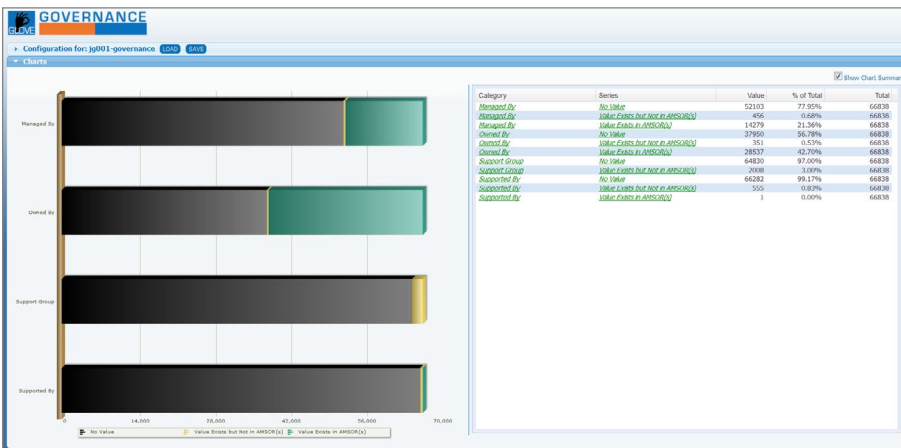 GLOVE
GOVERNANCE
Configuration for: jg001-governance LOAD SAVE
Charts
Show Chart Summar
Managed By
Owned By
Support Group
Supported By
0 14,000 28,000 42,000 56,000 70,000
No Value Value Exists but Not in AMSOR(s) Value Exists in AMSOR(s)
Category Series Value % of Total Total
Managed By No Value 52103 77.95% 66838
Managed By Value Exists but Not in AMSOR(s) 456 0.68% 66838
Managed By Value Exists in AMSOR(s) 14279 21.36% 66838
Owned By No Value 37950 56.78% 66838
Owned By Value Exists but Not in AMSOR(s) 351 0.53% 66838
Owned By Value Exists in AMSOR(s) 28537 42.70% 66838
Support Group No Value 64830 97.00% 66838
Support Group Value Exists but Not in AMSOR(s) 2008 3.00% 66838
Supported By No Value 66282 99.17% 66838
Supported By Value Exists but Not in AMSOR(s) 555 0.83% 66838
Supported By Value Exists in AMSOR(s) 1 0.00% 66838